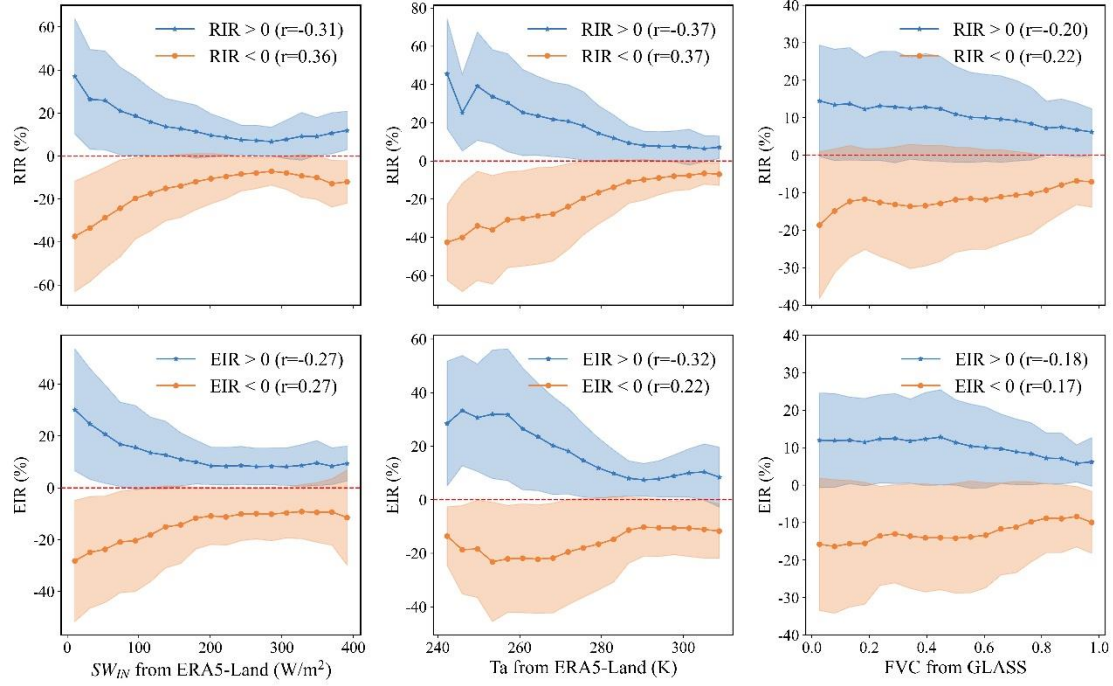 RIR (%)
60
40
20
0
-20
-40
-60
RIR > 0 (r=-0.31)
RIR < 0 (r=0.36)
RIR (%)
80
60
40
20
0
-20
-40
-60
RIR > 0 (r=-0.37)
RIR < 0 (r=0.37)
RIR (%)
40
30
20
10
0
-10
-20
-30
-40
RIR > 0 (r=-0.20)
RIR < 0 (r=0.22)
EIR (%)
40
20
0
-20
-40
EIR > 0 (r=-0.27)
EIR < 0 (r=0.27)
0 100 200 300 400
SW_IN from ERA5-Land (W/m²)
EIR (%)
60
40
20
0
-20
-40
EIR > 0 (r=-0.32)
EIR < 0 (r=0.22)
240 260 280 300
Ta from ERA5-Land (K)
EIR (%)
40
30
20
10
0
-10
-20
-30
-40
EIR > 0 (r=-0.18)
EIR < 0 (r=0.17)
0.0 0.2 0.4 0.6 0.8 1.0
FVC from GLASS